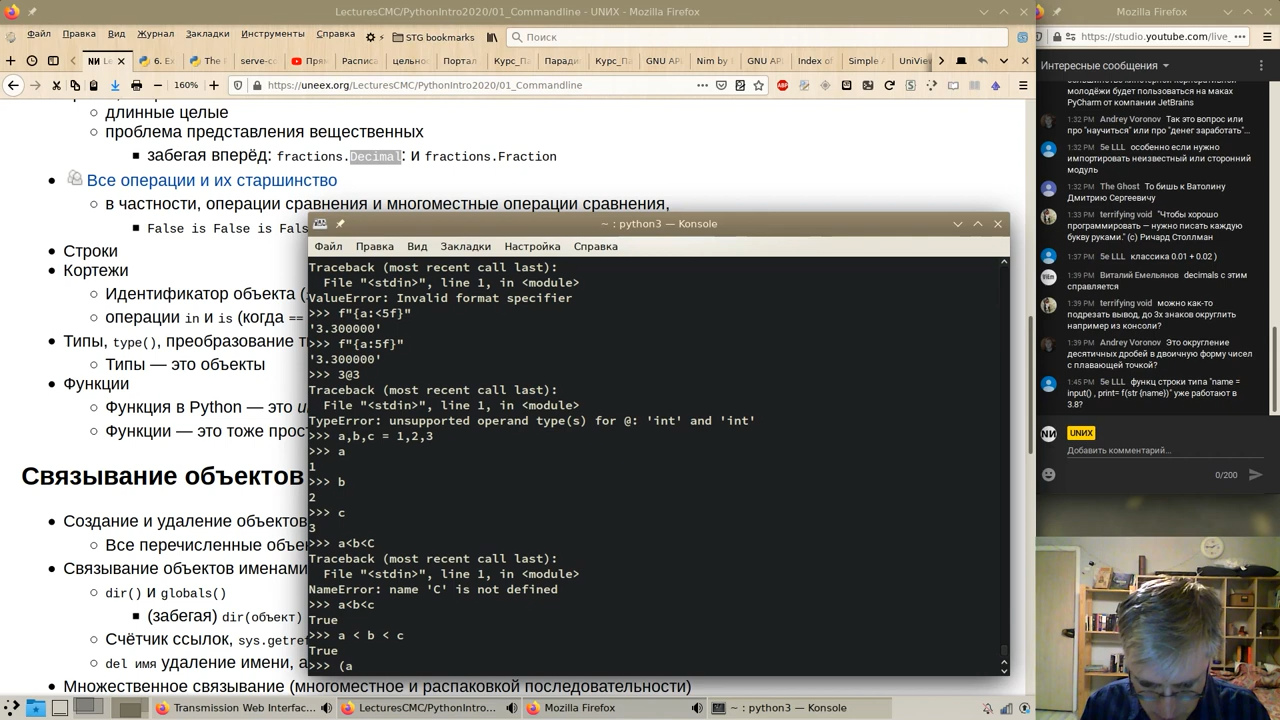 LecturesCMC/PythonIntro2020/01_Commandline - UNИX - Mozilla Firefox
Файл Правка Вид Журнал Закладки Инструменты Справка STG bookmarks Поиск
160% https://uneex.org/LecturesCMC/PythonIntro2020/01_Commandline
длинные целые
проблема представления вещественных
забегая вперёд: fractions.Decimal: и fractions.Fraction
Все операции и их старшинство
в частности, операции сравнения и многоместные операции сравнения,
False is False is Fals
Строки
Кортежи
Идентификатор объекта (
операции in и is (когда ==
Типы, type(), преобразование т
Типы — это объекты
Функции
Функция в Python — это
Функции — это тоже прос
Связывание объектов
Создание и удаление объектов
Все перечисленные объе
Связывание объектов именами
dir() и globals()
(забегая) dir(объект)
Счётчик ссылок, sys.getref
del имя удаление имени, а
Множественное связывание (многоместное и распаковкой последовательности)
~ : python3 — Konsole
Файл Правка Вид Закладки Настройка Справка
Traceback (most recent call last):
File "<stdin>", line 1, in <module>
ValueError: Invalid format specifier
>>> f"{a:<5f}"
'3.300000'
>>> f"{a:5f}"
'3.300000'
>>> 3@3
Traceback (most recent call last):
File "<stdin>", line 1, in <module>
TypeError: unsupported operand type(s) for @: 'int' and 'int'
>>> a,b,c = 1,2,3
>>> a
1
>>> b
2
>>> c
3
>>> a<b<C
Traceback (most recent call last):
File "<stdin>", line 1, in <module>
NameError: name 'C' is not defined
>>> a<b<c
True
>>> a < b < c
True
>>> (a
Mozilla Firefox
https://studio.youtube.com/live_
Интересные сообщения
молодёжи будет пользоваться на маках
PyCharm от компании JetBrains
1:32 PM Andrey Voronov Так это вопрос или
про "научиться" или про "денег заработать"...
1:32 PM 5e LLL особенно если нужно
импортировать неизвестный или сторонний
модуль
1:32 PM The Ghost То бишь к Ватолину
Дмитрию Сергеевичу
1:33 PM terrifying void "Чтобы хорошо
программировать — нужно писать каждую
букву руками." (с) Ричард Столлман
1:37 PM 5e LLL классика 0.01 + 0.02 )
1:39 PM Виталий Емельянов decimals с этим
справляется
1:39 PM terrifying void можно как-то
подрезать вывод, до 3х знаков округлить
например из консоли?
1:39 PM Andrey Voronov Это округление
десятичных дробей в двоичную форму чисел
с плавающей точкой?
1:45 PM 5e LLL функц строки типа "name =
input() , print= f(str {name})" уже работают в
3.8?
UNИX
Добавить комментарий...
0/200
Transmission Web Interfac... LecturesCMC/PythonIntro... Mozilla Firefox ~ : python3 — Konsole